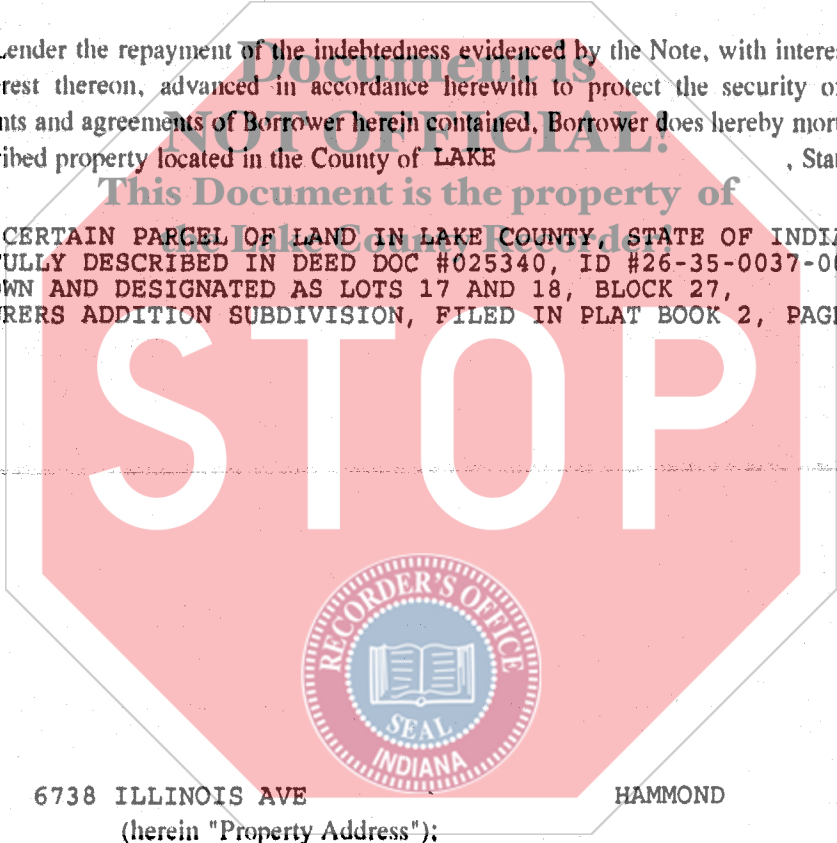 Lender the repayment of the indebtedness evidenced by the Note, with interes
Document is
rest thereon, advanced in accordance herewith to protect the security of
nts and agreements of Borrower herein contained, Borrower does hereby mort
NOT OFFICIAL!
ribed property located in the County of LAKE , Stat
This Document is the property of
CERTAIN PARCEL OF LAND IN LAKE COUNTY, STATE OF INDIA
the Lake County Recorder!
FULLY DESCRIBED IN DEED DOC #025340, ID #26-35-0037-00
WN AND DESIGNATED AS LOTS 17 AND 18, BLOCK 27,
RERS ADDITION SUBDIVISION, FILED IN PLAT BOOK 2, PAGE
STOP
RECORDER'S OFFICE
SEAL
INDIANA
6738 ILLINOIS AVE HAMMOND
(herein "Property Address");